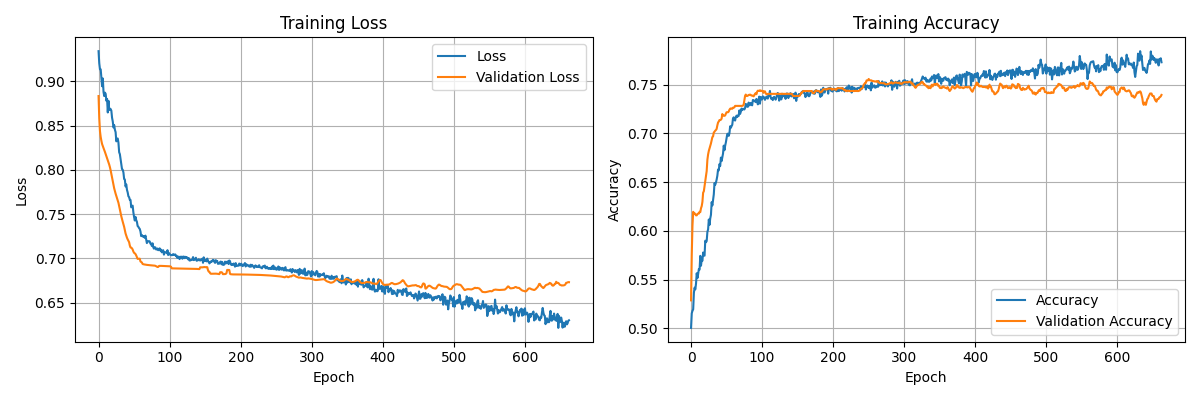 Training Loss
Loss
Validation Loss
0.90
0.85
0.80
0.75
0.70
0.65
Loss
0 100 200 300 400 500 600
Epoch
Training Accuracy
0.75
0.70
0.65
0.60
0.55
0.50
Accuracy
Accuracy
Validation Accuracy
0 100 200 300 400 500 600
Epoch